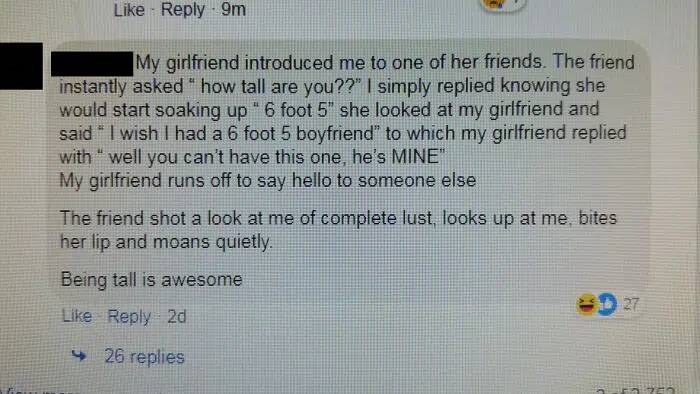 Like · Reply · 9m
My girlfriend introduced me to one of her friends. The friend
instantly asked “ how tall are you??” I simply replied knowing she
would start soaking up “ 6 foot 5” she looked at my girlfriend and
said “ I wish I had a 6 foot 5 boyfriend” to which my girlfriend replied
with “ well you can’t have this one, he’s MINE”
My girlfriend runs off to say hello to someone else
The friend shot a look at me of complete lust, looks up at me, bites
her lip and moans quietly.
Being tall is awesome
27
Like · Reply · 2d
26 replies